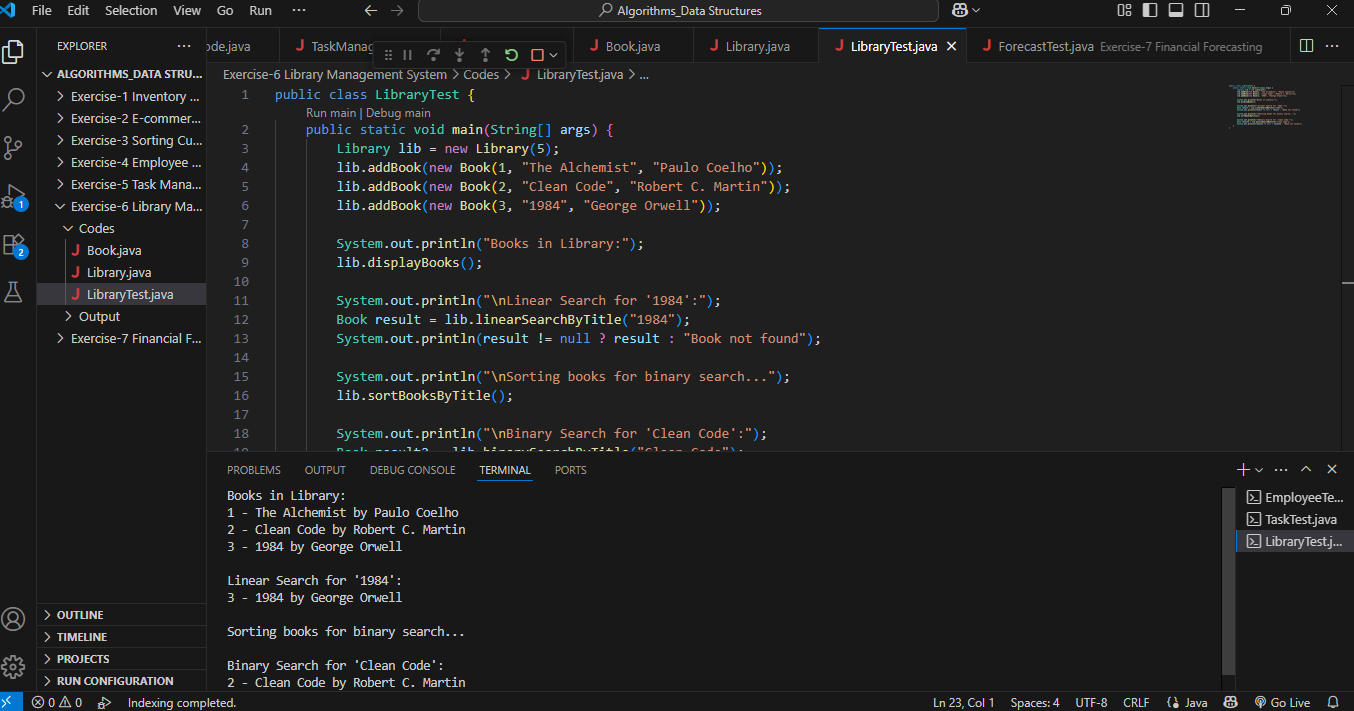 File Edit Selection View Go Run ··· Algorithms_Data Structures
EXPLORER ···
ALGORITHMS_DATA STRU...
Exercise-1 Inventory ...
Exercise-2 E-commer...
Exercise-3 Sorting Cu...
Exercise-4 Employee ...
Exercise-5 Task Mana...
Exercise-6 Library Ma...
Codes
J Book.java
J Library.java
J LibraryTest.java
Output
Exercise-7 Financial F...
OUTLINE
TIMELINE
PROJECTS
RUN CONFIGURATION
1
2
ode.java J TaskManag J Book.java J Library.java J LibraryTest.java J ForecastTest.java Exercise-7 Financial Forecasting ···
Exercise-6 Library Management System > Codes > J LibraryTest.java > ...
1 public class LibraryTest {
Run main | Debug main
2 public static void main(String[] args) {
3 Library lib = new Library(5);
4 lib.addBook(new Book(1, "The Alchemist", "Paulo Coelho"));
5 lib.addBook(new Book(2, "Clean Code", "Robert C. Martin"));
6 lib.addBook(new Book(3, "1984", "George Orwell"));
7
8 System.out.println("Books in Library:");
9 lib.displayBooks();
10
11 System.out.println("\nLinear Search for '1984':");
12 Book result = lib.linearSearchByTitle("1984");
13 System.out.println(result != null ? result : "Book not found");
14
15 System.out.println("\nSorting books for binary search...");
16 lib.sortBooksByTitle();
17
18 System.out.println("\nBinary Search for 'Clean Code':");
19 Book result2 = lib.binarySearchByTitle("Clean Code");
PROBLEMS OUTPUT DEBUG CONSOLE TERMINAL PORTS
Books in Library:
1 - The Alchemist by Paulo Coelho
2 - Clean Code by Robert C. Martin
3 - 1984 by George Orwell
Linear Search for '1984':
3 - 1984 by George Orwell
Sorting books for binary search...
Binary Search for 'Clean Code':
2 - Clean Code by Robert C. Martin
EmployeeTe...
TaskTest.java
LibraryTest.j...
0 0 Indexing completed. Ln 23, Col 1 Spaces: 4 UTF-8 CRLF Java Go Live